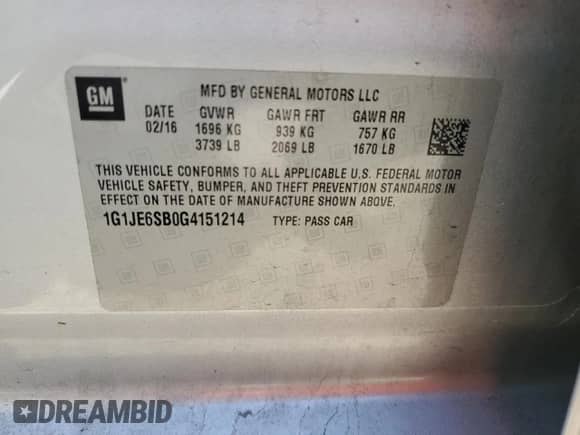 GM
MFD BY GENERAL MOTORS LLC
DATE GVWR GAWR FRT GAWR RR
02/16 1696 KG 939 KG 757 KG
3739 LB 2069 LB 1670 LB
THIS VEHICLE CONFORMS TO ALL APPLICABLE U.S. FEDERAL MOTOR
VEHICLE SAFETY, BUMPER, AND THEFT PREVENTION STANDARDS IN
EFFECT ON THE DATE OF MANUFACTURE SHOWN ABOVE.
1G1JE6SB0G4151214 TYPE: PASS CAR
DREAMBID